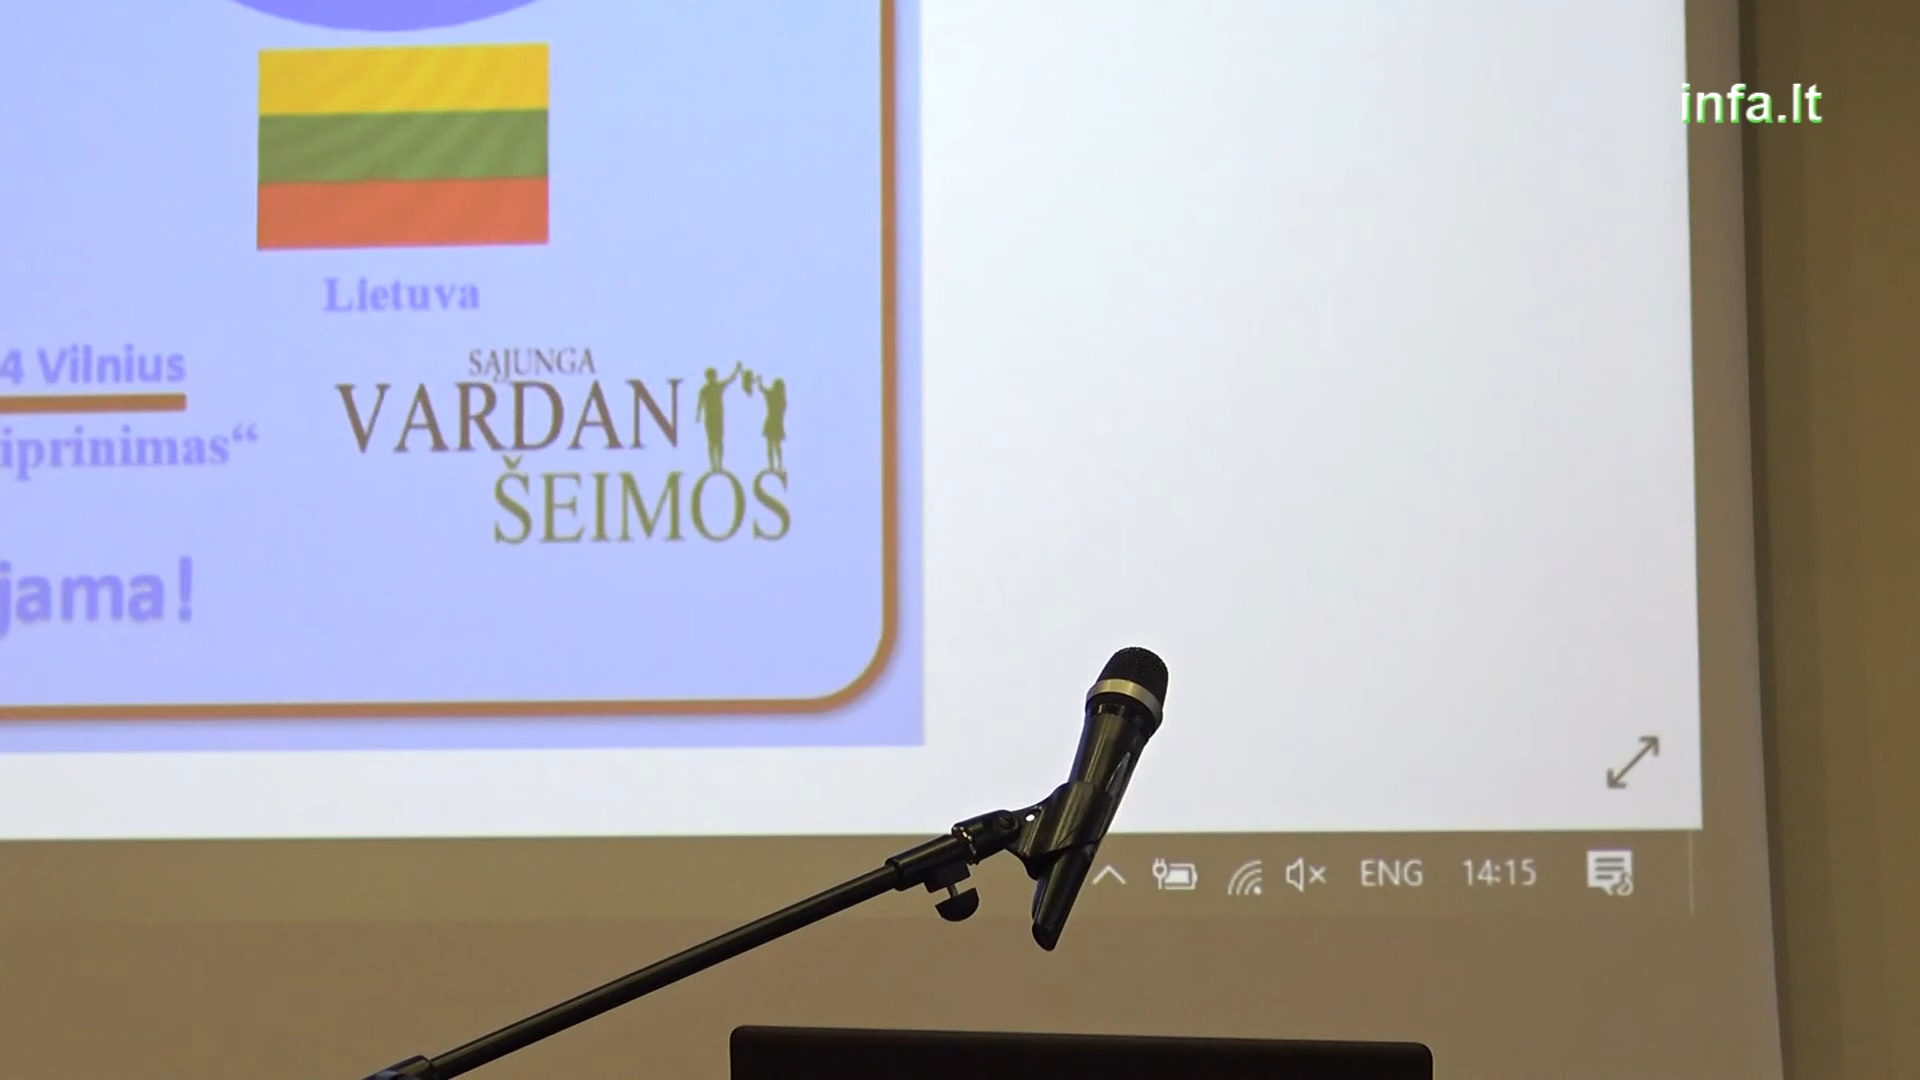 infa.lt
Lietuva
4 Vilnius
iprinimas“
SĄJUNGA
VARDAN
ŠEIMOS
jama!
ENG 14:15